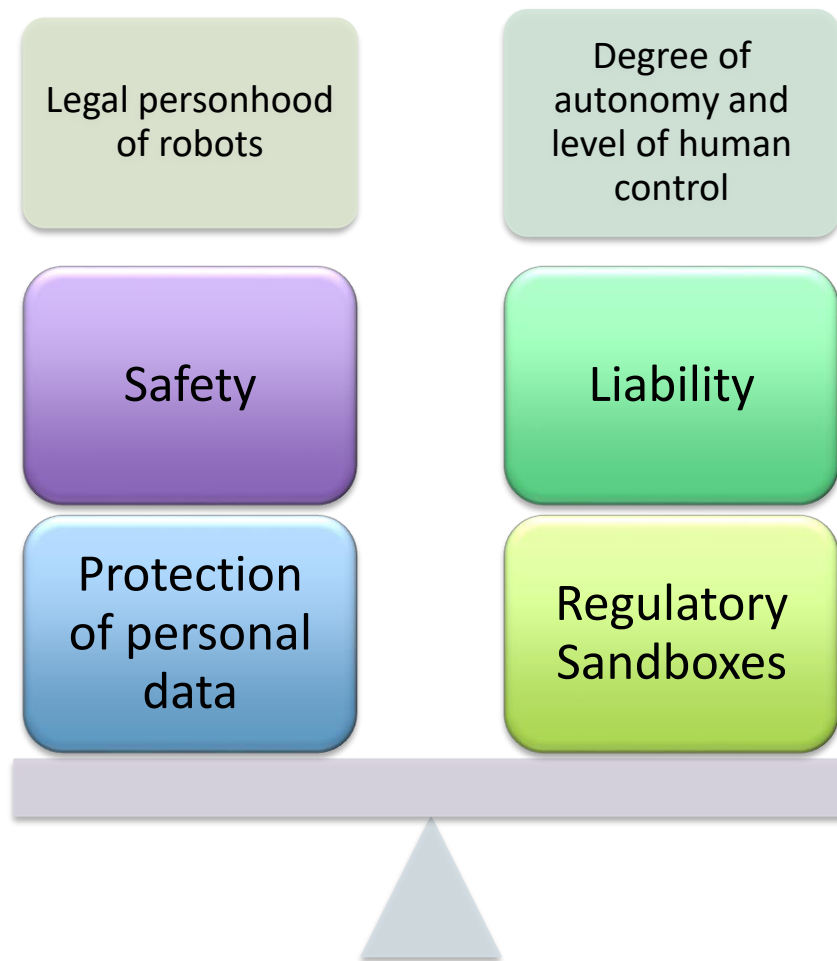 Legal personhood
of robots
Degree of
autonomy and
level of human
control
Safety
Liability
Protection
of personal
data
Regulatory
Sandboxes